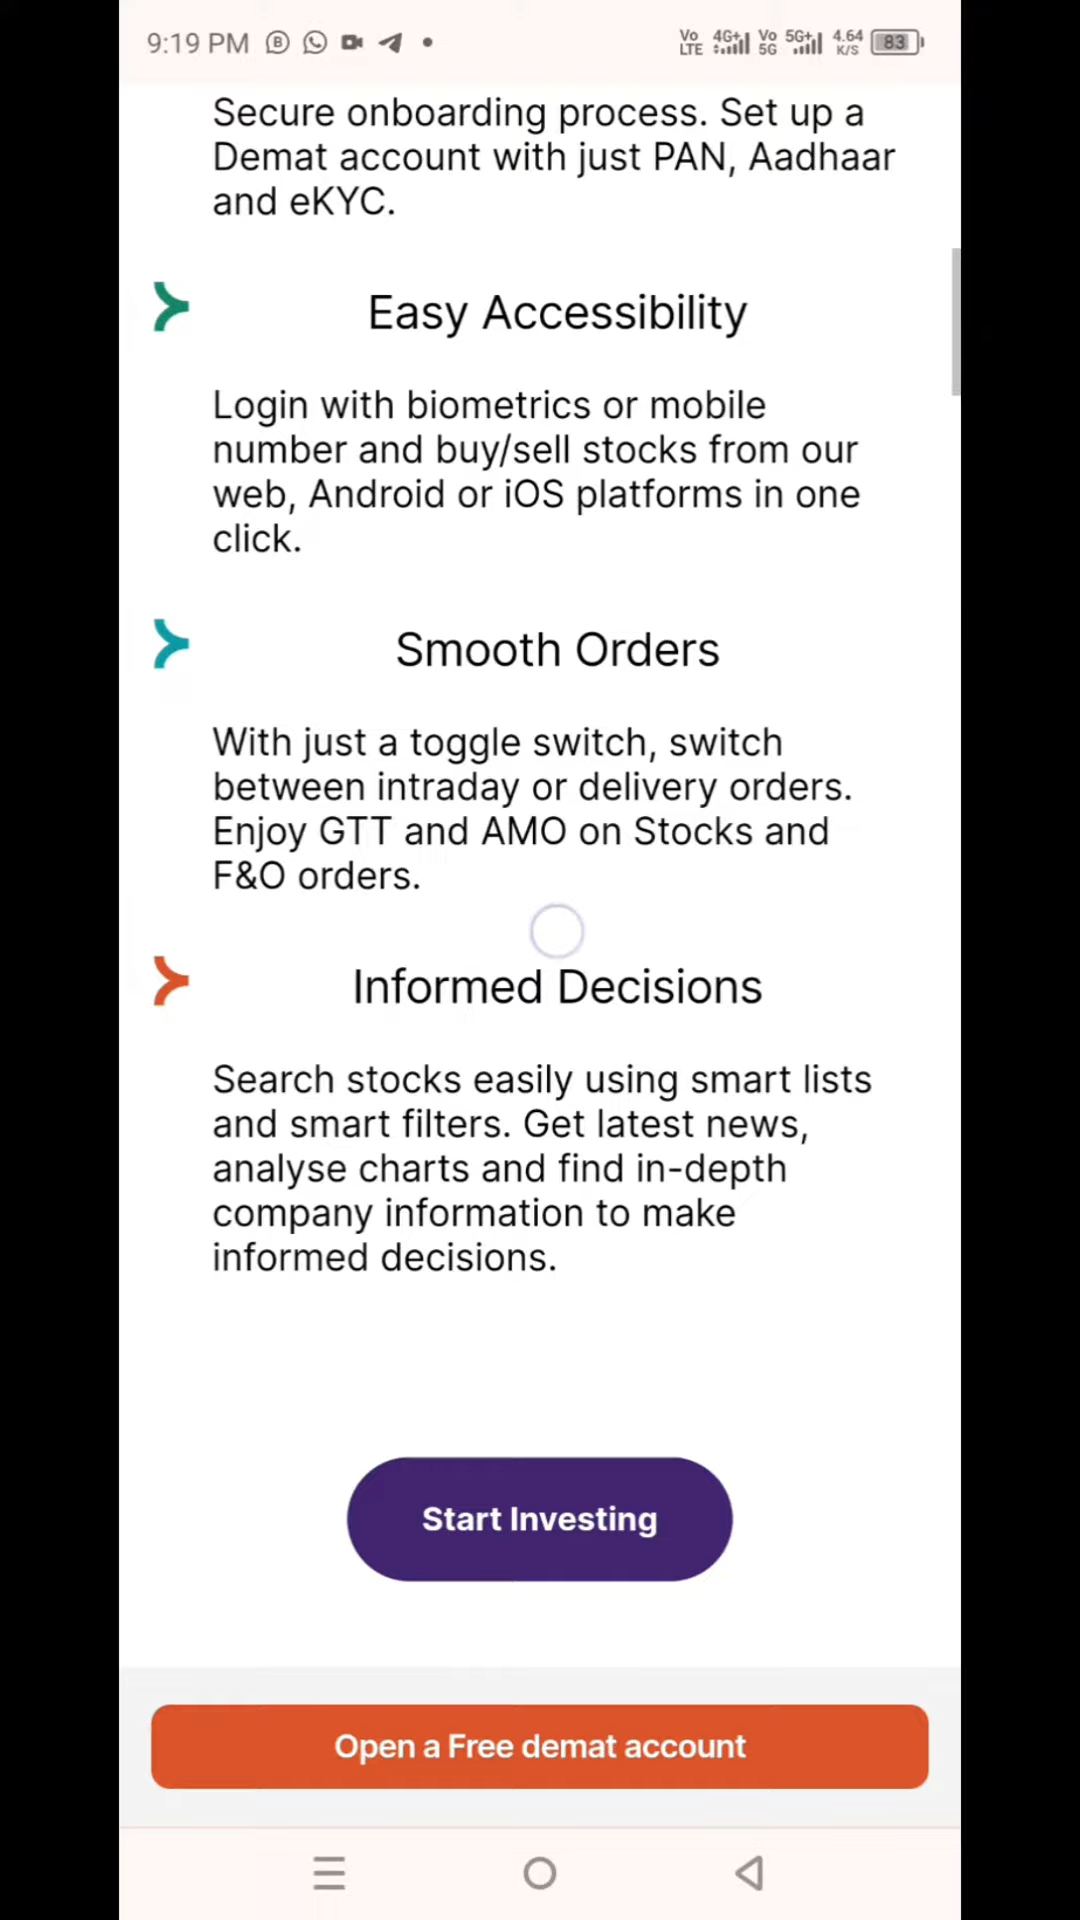 9:19 PM
Vo LTE 4G+ Vo 5G 5G+ 4.64 K/S 83
Secure onboarding process. Set up a
Demat account with just PAN, Aadhaar
and eKYC.
Easy Accessibility
Login with biometrics or mobile
number and buy/sell stocks from our
web, Android or iOS platforms in one
click.
Smooth Orders
With just a toggle switch, switch
between intraday or delivery orders.
Enjoy GTT and AMO on Stocks and
F&O orders.
Informed Decisions
Search stocks easily using smart lists
and smart filters. Get latest news,
analyse charts and find in-depth
company information to make
informed decisions.
Start Investing
Open a Free demat account